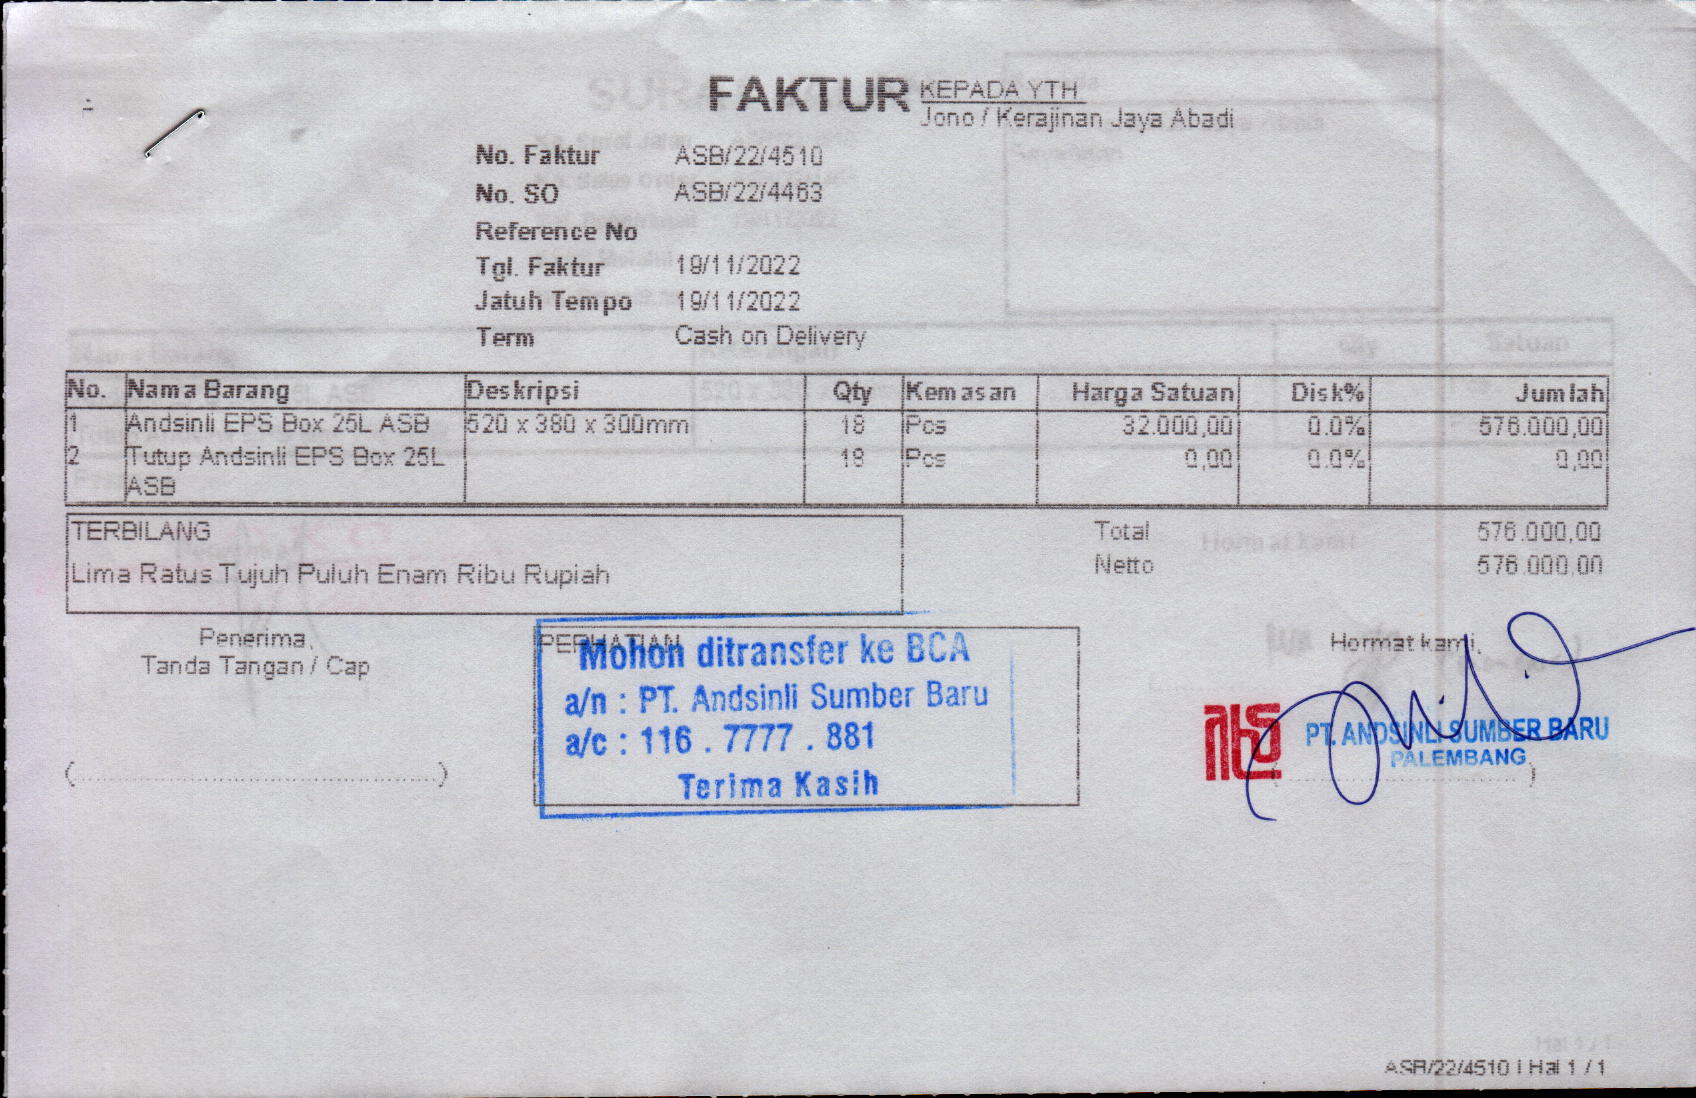 FAKTUR
KEPADA YTH
Jono / Kerajinan Jaya Abadi
No. Faktur ASB/22/4510
No. SO ASB/22/4463
Reference No
Tgl. Faktur 19/11/2022
Jatuh Tempo 19/11/2022
Term Cash on Delivery
No. Nama Barang Deskripsi Qty Kemasan Harga Satuan Disk% Jumlah
1 Andsinli EPS Box 25L ASB 520 x 380 x 300mm 18 Pcs 32.000,00 0.0% 576.000,00
2 Tutup Andsinli EPS Box 25L 18 Pcs 0,00 0.0% 0,00
ASB
TERBILANG
Lima Ratus Tujuh Puluh Enam Ribu Rupiah
Total 576.000,00
Netto 576.000,00
Penerima,
Tanda Tangan / Cap
PERHATIAN
Mohon ditransfer ke BCA
a/n : PT. Andsinli Sumber Baru
a/c : 116 . 7777 . 881
Terima Kasih
Hormat kami,
PT. ANDSINLI SUMBER BARU
PALEMBANG
ASB/22/4510 | Hal 1 / 1